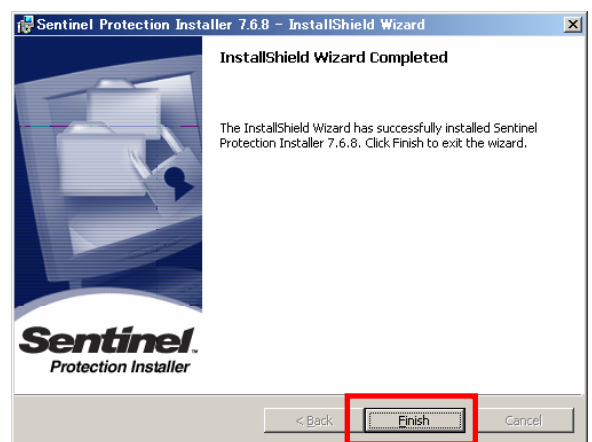 Sentinel Protection Installer 7.6.8 - InstallShield Wizard
InstallShield Wizard Completed
The InstallShield Wizard has successfully installed Sentinel
Protection Installer 7.6.8. Click Finish to exit the wizard.
Sentinel™
Protection Installer
< Back
Finish
Cancel